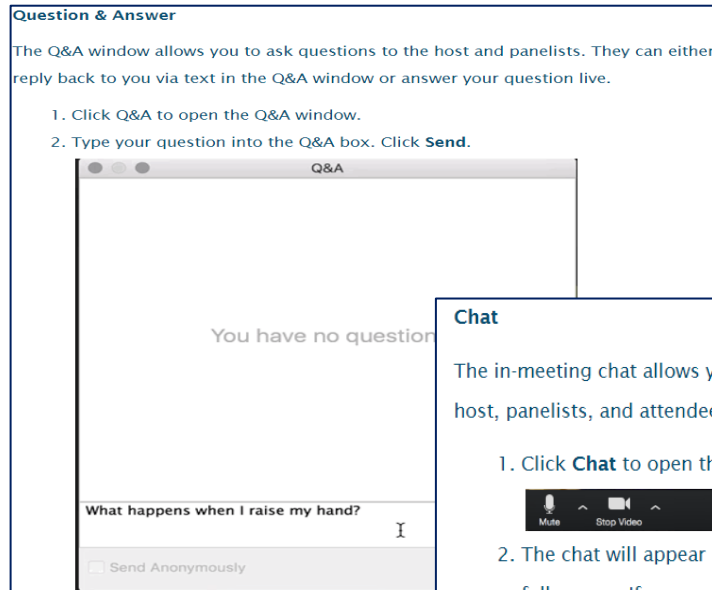 Question & Answer
The Q&A window allows you to ask questions to the host and panelists. They can either
reply back to you via text in the Q&A window or answer your question live.
1. Click Q&A to open the Q&A window.
2. Type your question into the Q&A box. Click Send.
Q&A
You have no question
What happens when I raise my hand?
Send Anonymously
Chat
The in-meeting chat allows
host, panelists, and
1. Click Chat to open
Mute
Stop Video
2. The chat will appear